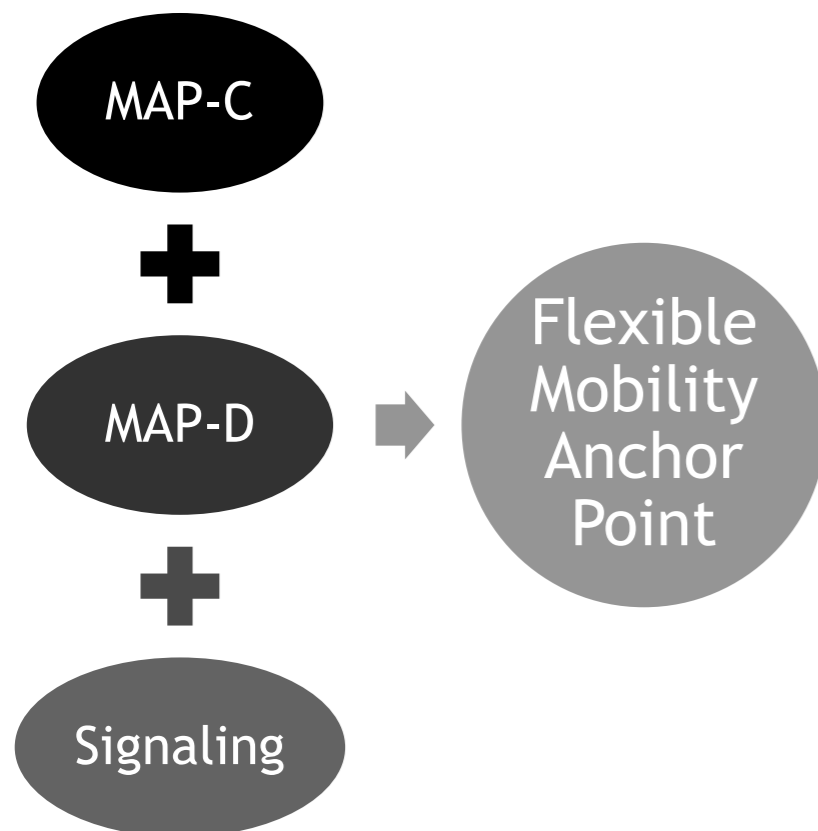 MAP-C
MAP-D
Signaling
Flexible
Mobility
Anchor
Point